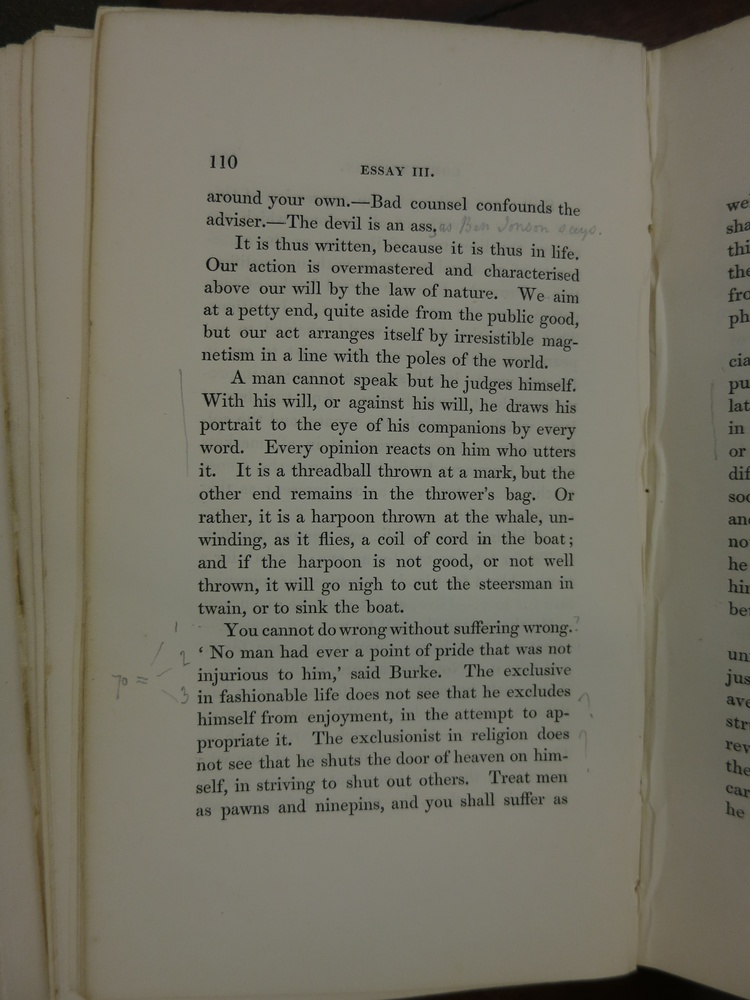 110
ESSAY III.
around your own.—Bad counsel confounds the
adviser.—The devil is an ass, as Ben Jonson says.
It is thus written, because it is thus in life.
Our action is overmastered and characterised
above our will by the law of nature. We aim
at a petty end, quite aside from the public good,
but our act arranges itself by irresistible mag-
netism in a line with the poles of the world.
A man cannot speak but he judges himself.
With his will, or against his will, he draws his
portrait to the eye of his companions by every
word. Every opinion reacts on him who utters
it. It is a threadball thrown at a mark, but the
other end remains in the thrower's bag. Or
rather, it is a harpoon thrown at the whale, un-
winding, as it flies, a coil of cord in the boat;
and if the harpoon is not good, or not well
thrown, it will go nigh to cut the steersman in
twain, or to sink the boat.
1 You cannot do wrong without suffering wrong. ?
2 ‘ No man had ever a point of pride that was not
injurious to him,’ said Burke. The exclusive
3 in fashionable life does not see that he excludes
himself from enjoyment, in the attempt to ap-
propriate it. The exclusionist in religion does
not see that he shuts the door of heaven on him-
self, in striving to shut out others. Treat men
as pawns and ninepins, and you shall suffer as
we
sha
thi
the
fro
ph
cia
pu
lat
in
or
dif
soc
and
no
he
him
be
un
jus
ave
str
rev
the
car
he